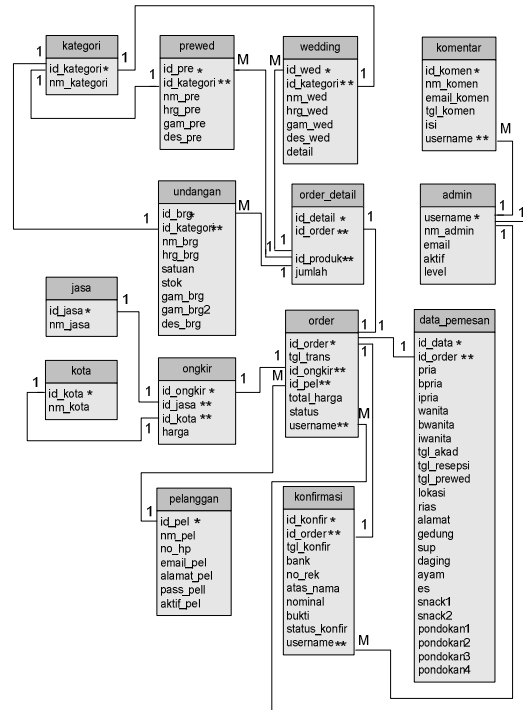 kategori
id_kategori*
nm_kategori
prewed
id_pre *
id_kategori**
nm_pre
hrg_pre
gam_pre
des_pre
wedding
id_wed *
id_kategori**
nm_wed
hrg_wed
gam_wed
des_wed
detail
komentar
id_komen *
nm_komen
email_komen
tgl_komen
isi
username **
undangan
id_brg*
id_kategori**
nm_brg
hrg_brg
satuan
stok
gam_brg
gam_brg2
des_brg
order_detail
id_detail *
id_order **
id_produk**
jumlah
admin
username *
nm_admin
email
aktif
level
jasa
id_jasa *
nm_jasa
kota
id_kota *
nm_kota
ongkir
id_ongkir *
id_jasa **
id_kota **
harga
order
id_order*
tgl_trans
id_ongkir**
id_pel**
total_harga
status
username**
data_pemesan
id_data *
id_order **
pria
bpria
ipria
wanita
bwanita
iwanita
tgl_akad
tgl_resepsi
tgl_prewed
lokasi
rias
alamat
gedung
sup
daging
ayam
es
snack1
snack2
pondokan1
pondokan2
pondokan3
pondokan4
pelanggan
id_pel *
nm_pel
no_hp
email_pel
alamat_pel
pass_pell
aktif_pel
konfirmasi
id_konfir *
id_order**
tgl_konfir
bank
no_rek
atas_nama
nominal
bukti
status_konfir
username**
1
1
1
1
M
M
1
M
1
M
1
1
1
1
1
1
1
1
1
1
1
1
1
M
M
1
1
1
1
M